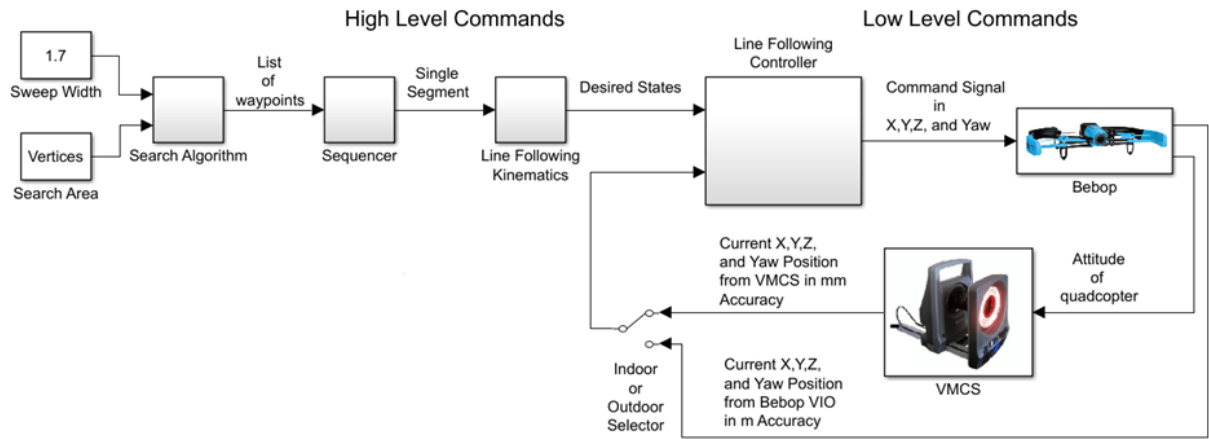 High Level Commands
Low Level Commands
1.7
Sweep Width
Vertices
Search Area
Search Algorithm
List
of
waypoints
Sequencer
Single
Segment
Line Following
Kinematics
Desired States
Line Following
Controller
Command Signal
in
X,Y,Z, and Yaw
Bebop
Attitude
of
quadcopter
VMCS
Current X,Y,Z,
and Yaw Position
from VMCS in mm
Accuracy
Indoor
or
Outdoor
Selector
Current X,Y,Z,
and Yaw Position
from Bebop VIO
in m Accuracy